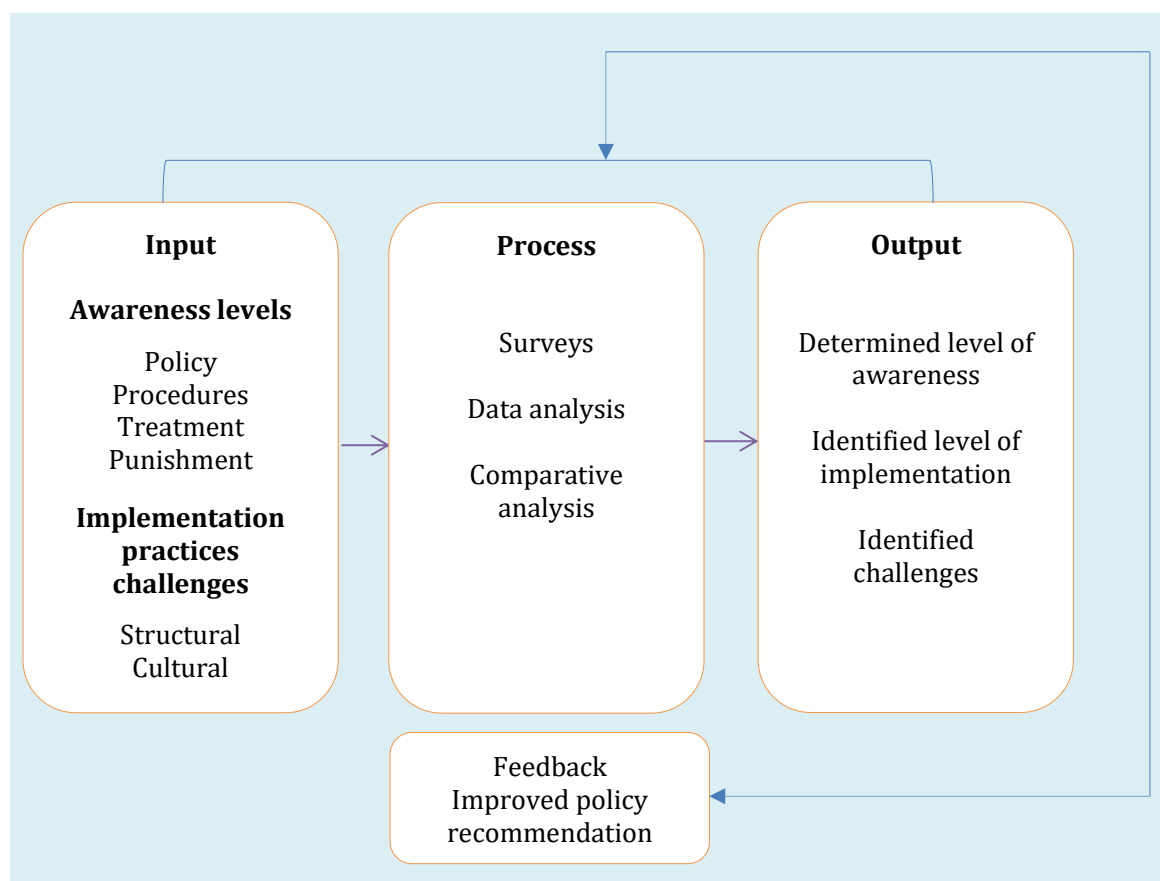 Input
Awareness levels
Policy
Procedures
Treatment
Punishment
Implementation
practices
challenges
Structural
Cultural
Process
Surveys
Data analysis
Comparative
analysis
Output
Determined level of
awareness
Identified level of
implementation
Identified
challenges
Feedback
Improved policy
recommendation